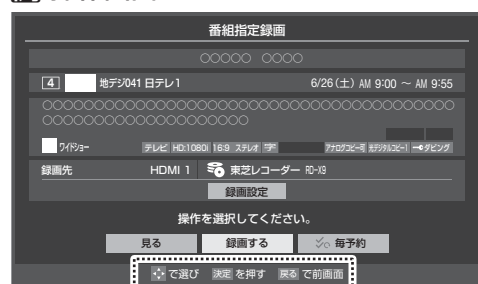 番組指定録画
○○○○○ ○○○○
4 地デジ041 日テレ1 6/26(土) AM 9:00 ～ AM 9:55
○○○○○○○○○○○○○○○○○○○○○○○○○○○○○○○○○○○○
○○○○○○○○○○○○○○○○○○
ワイドショー テレビ HD:1080i 16:9 ステレオ 字 アナログコピー可 光デジタルコピー1 ダビング
録画先 HDMI 1 東芝レコーダー RD-X9
録画設定
操作を選択してください。
見る 録画する 毎予約
で選び 決定 を押す 戻る で前画面